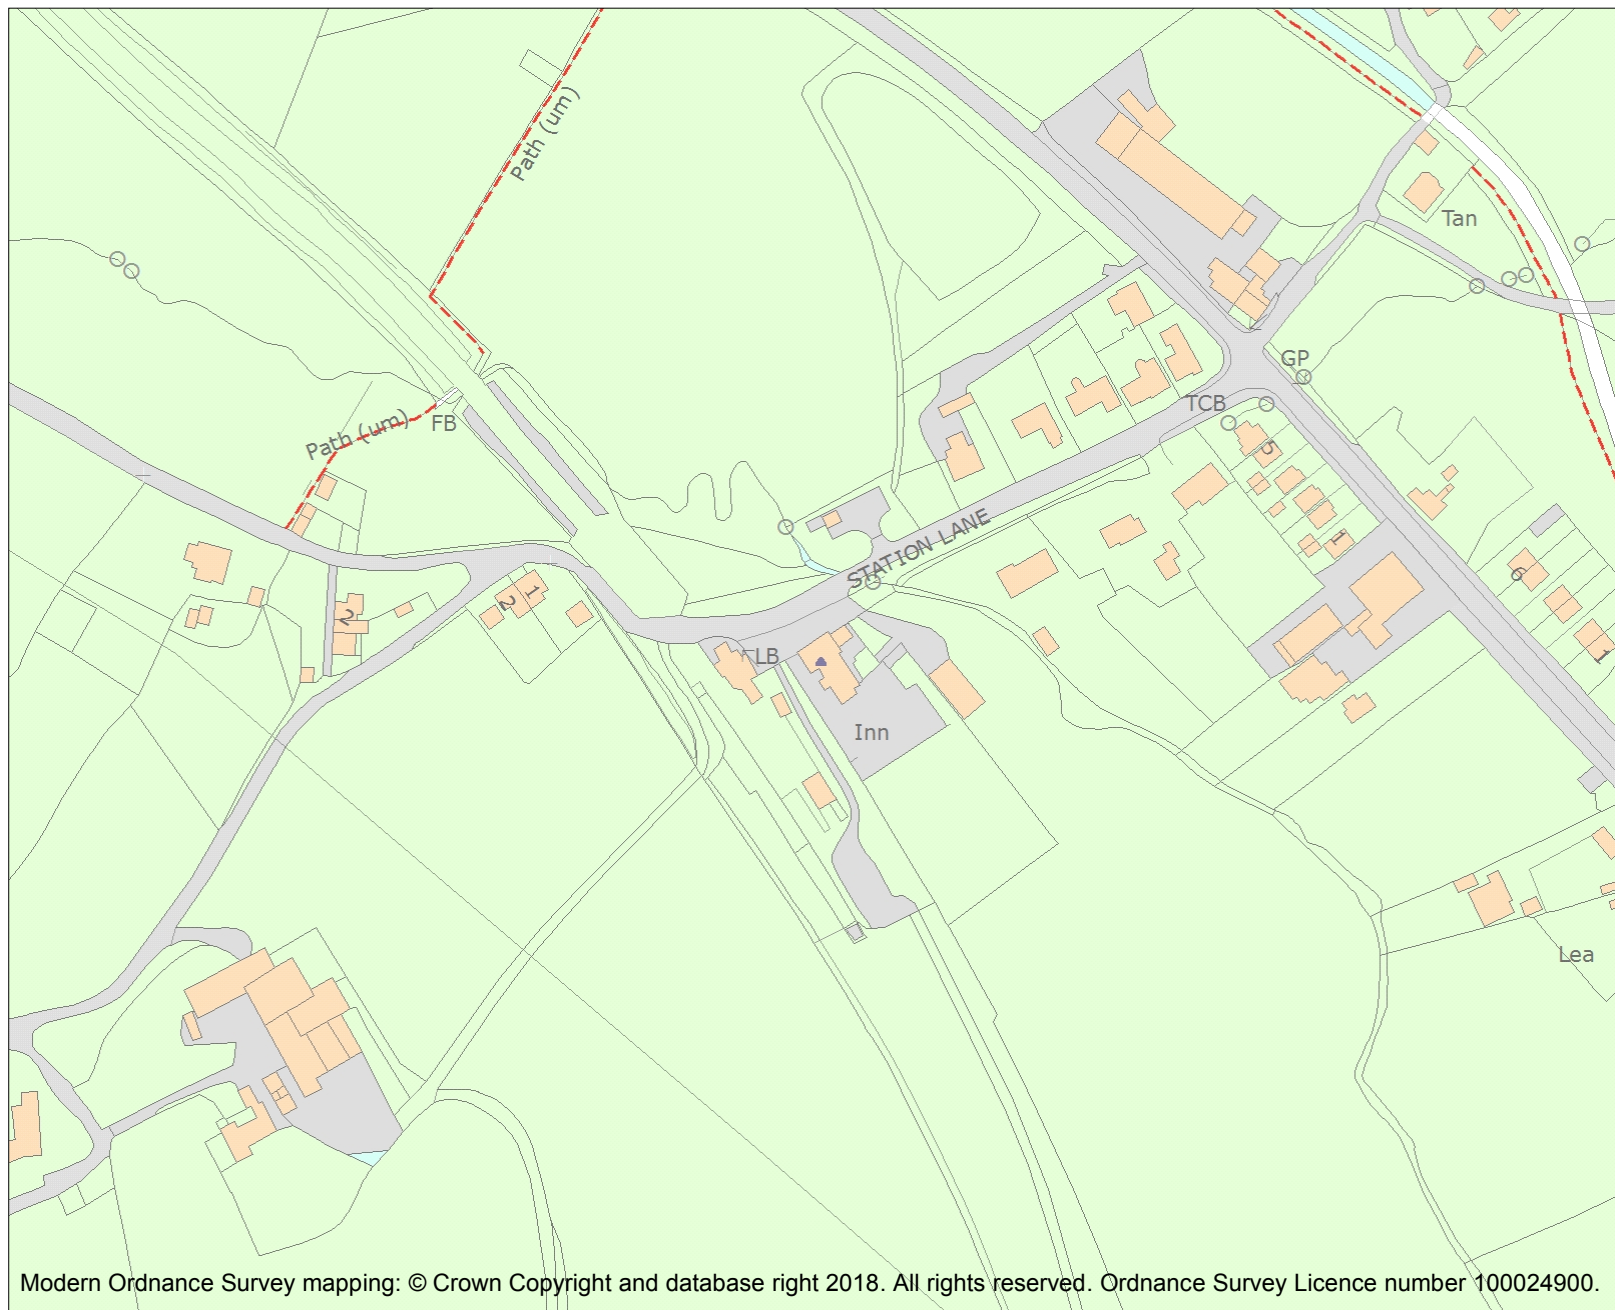 Path (um)
Tan
GP
TCB
Path (um)
FB
5
STATION LANE
1
6
1
2
2
1
LB
Inn
Lea
Modern Ordnance Survey mapping: © Crown Copyright and database right 2018. All rights reserved. Ordnance Survey Licence number 100024900.